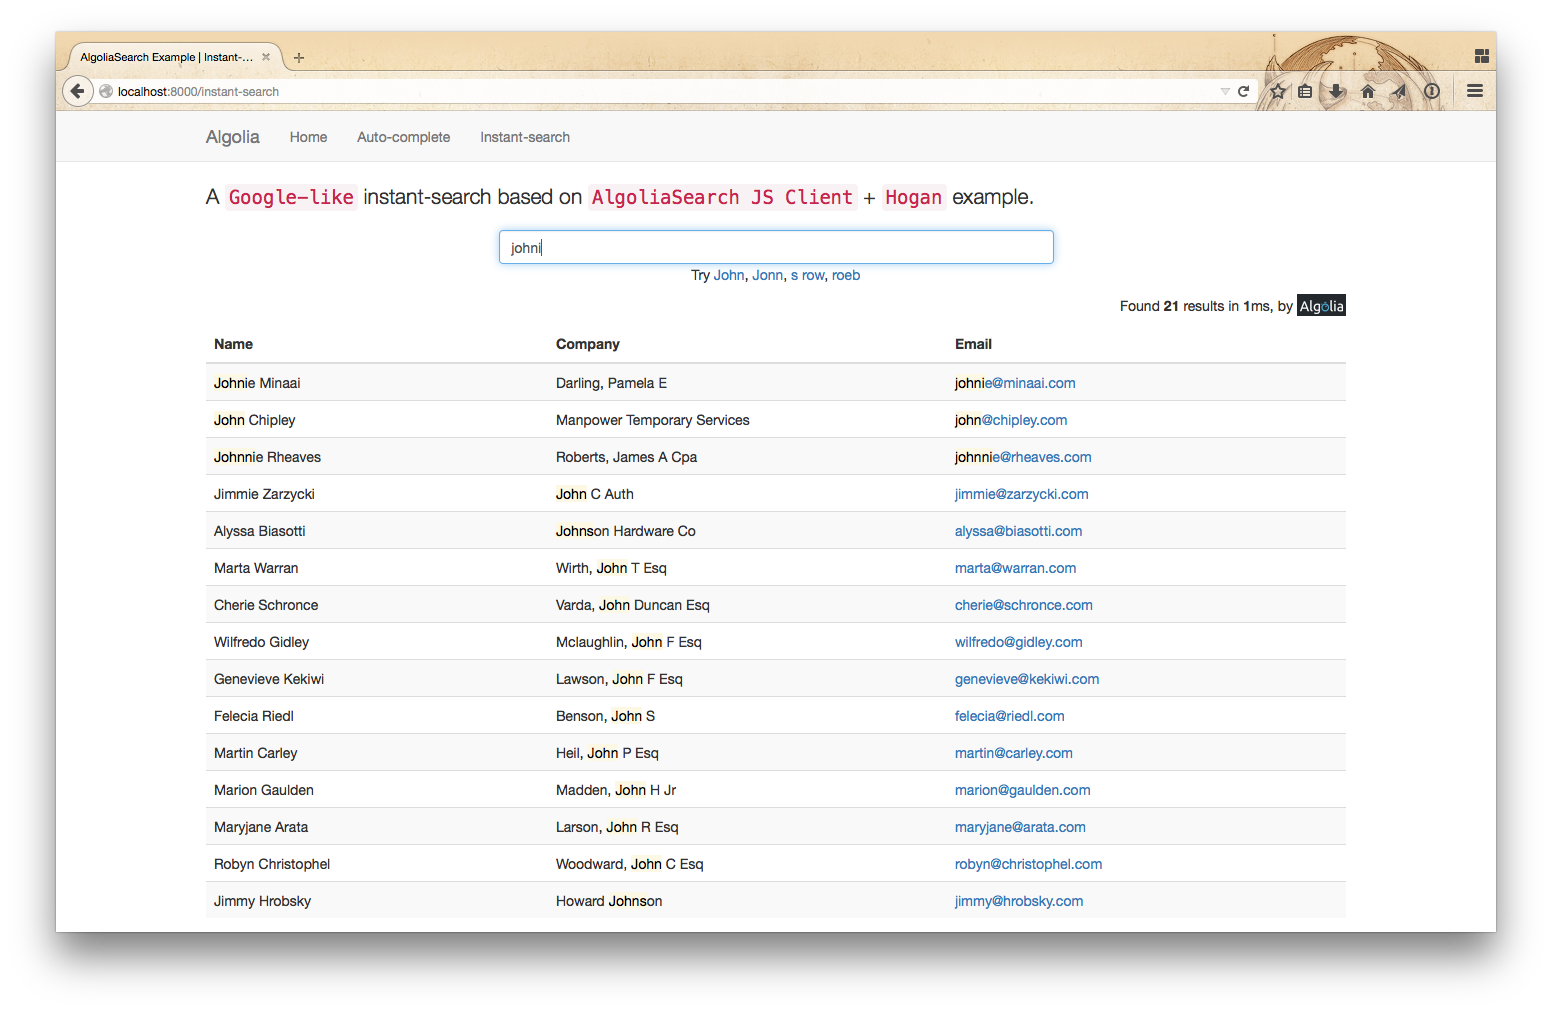 AlgoliaSearch Example | Instant-...
localhost:8000/instant-search
Algolia Home Auto-complete Instant-search
A Google-like instant-search based on AlgoliaSearch JS Client + Hogan example.
johni
Try John, Jonn, s row, roeb
Found 21 results in 1ms, by Algolia
Name Company Email
Johnie Minaai Darling, Pamela E johnie@minaai.com
John Chipley Manpower Temporary Services john@chipley.com
Johnnie Rheaves Roberts, James A Cpa johnnie@rheaves.com
Jimmie Zarzycki John C Auth jimmie@zarzycki.com
Alyssa Biasotti Johnson Hardware Co alyssa@biasotti.com
Marta Warran Wirth, John T Esq marta@warran.com
Cherie Schronce Varda, John Duncan Esq cherie@schronce.com
Wilfredo Gidley Mclaughlin, John F Esq wilfredo@gidley.com
Genevieve Kekiwi Lawson, John F Esq genevieve@kekiwi.com
Felecia Riedl Benson, John S felecia@riedl.com
Martin Carley Heil, John P Esq martin@carley.com
Marion Gaulden Madden, John H Jr marion@gaulden.com
Maryjane Arata Larson, John R Esq maryjane@arata.com
Robyn Christophel Woodward, John C Esq robyn@christophel.com
Jimmy Hrobsky Howard Johnson jimmy@hrobsky.com